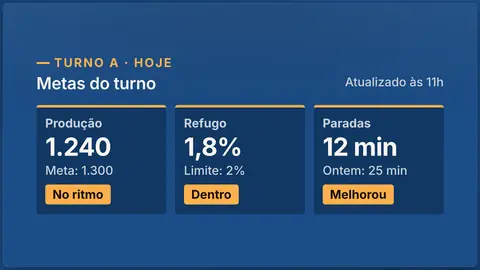 — TURNO A · HOJE
Metas do turno
Atualizado às 11h
Produção
1.240
Meta: 1.300
No ritmo
Refugo
1,8%
Limite: 2%
Dentro
Paradas
12 min
Ontem: 25 min
Melhorou